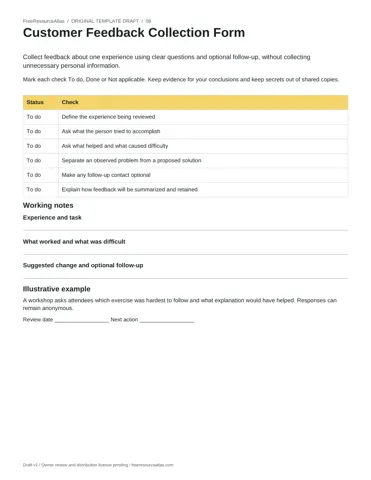 FreeResourceAtlas / ORIGINAL TEMPLATE DRAFT / 08
Customer Feedback Collection Form
Collect feedback about one experience using clear questions and optional follow-up, without collecting
unnecessary personal information.
Mark each check To do, Done or Not applicable. Keep evidence for your conclusions and keep secrets out of shared copies.
Status Check
To do Define the experience being reviewed
To do Ask what the person tried to accomplish
To do Ask what helped and what caused difficulty
To do Separate an observed problem from a proposed solution
To do Make any follow-up contact optional
To do Explain how feedback will be summarized and retained
Working notes
Experience and task
What worked and what was difficult
Suggested change and optional follow-up
Illustrative example
A workshop asks attendees which exercise was hardest to follow and what explanation would have helped. Responses can
remain anonymous.
Review date ___________________ Next action ___________________
Draft v1 / Owner review and distribution license pending / freeresourceatlas.com